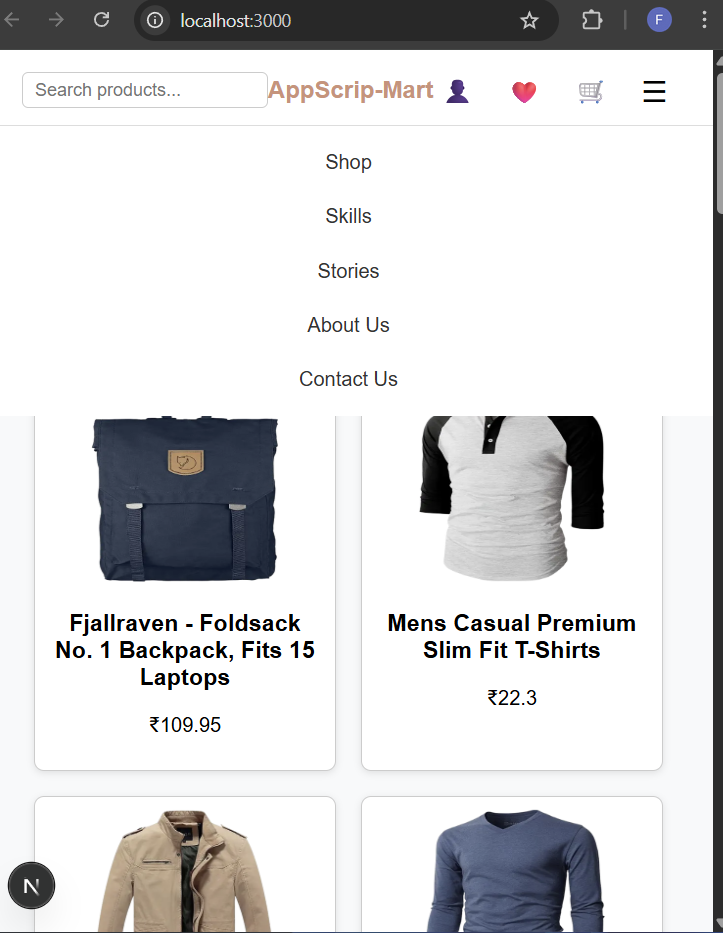 localhost:3000
F
Search products...
AppScrip-Mart
Shop
Skills
Stories
About Us
Contact Us
Fjallraven - Foldsack
No. 1 Backpack, Fits 15
Laptops
₹109.95
Mens Casual Premium
Slim Fit T-Shirts
₹22.3
N